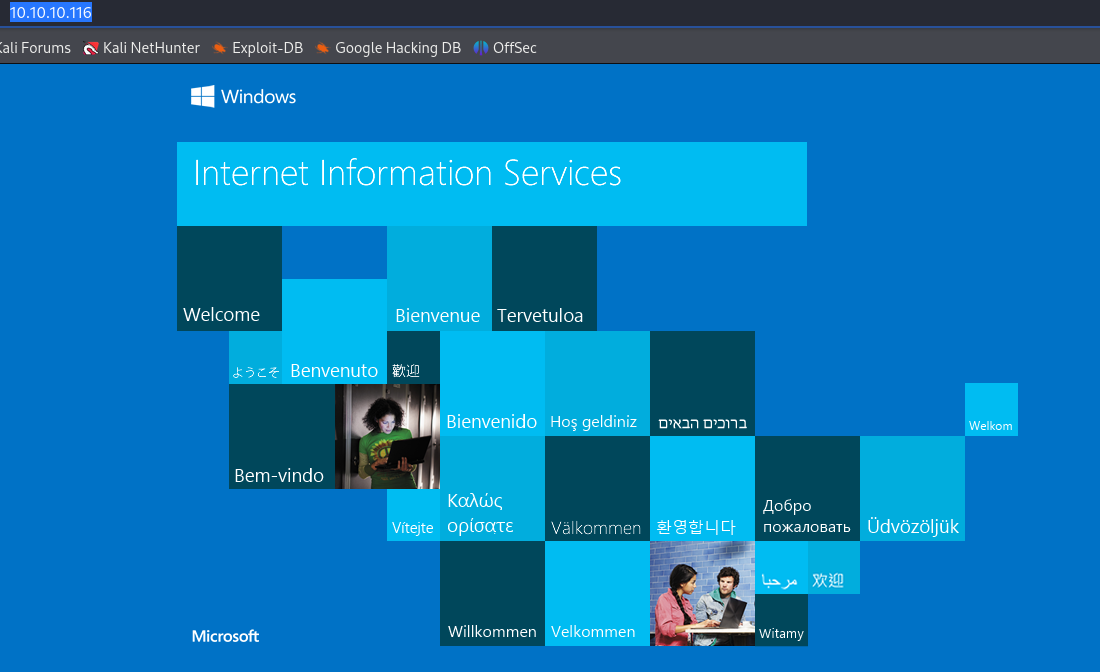 10.10.10.116
Kali Forums Kali NetHunter Exploit-DB Google Hacking DB OffSec
Windows
Internet Information Services
Welcome
Bienvenue
Tervetuloa
ようこそ
Benvenuto
歡迎
Bienvenido
Hoş geldiniz
ברוכים הבאים
Welkom
Bem-vindo
Vítejte
Καλώς
ορίσατε
Välkommen
환영합니다
Добро
пожаловать
Üdvözöljük
مرحبا
欢迎
Willkommen
Velkommen
Witamy
Microsoft